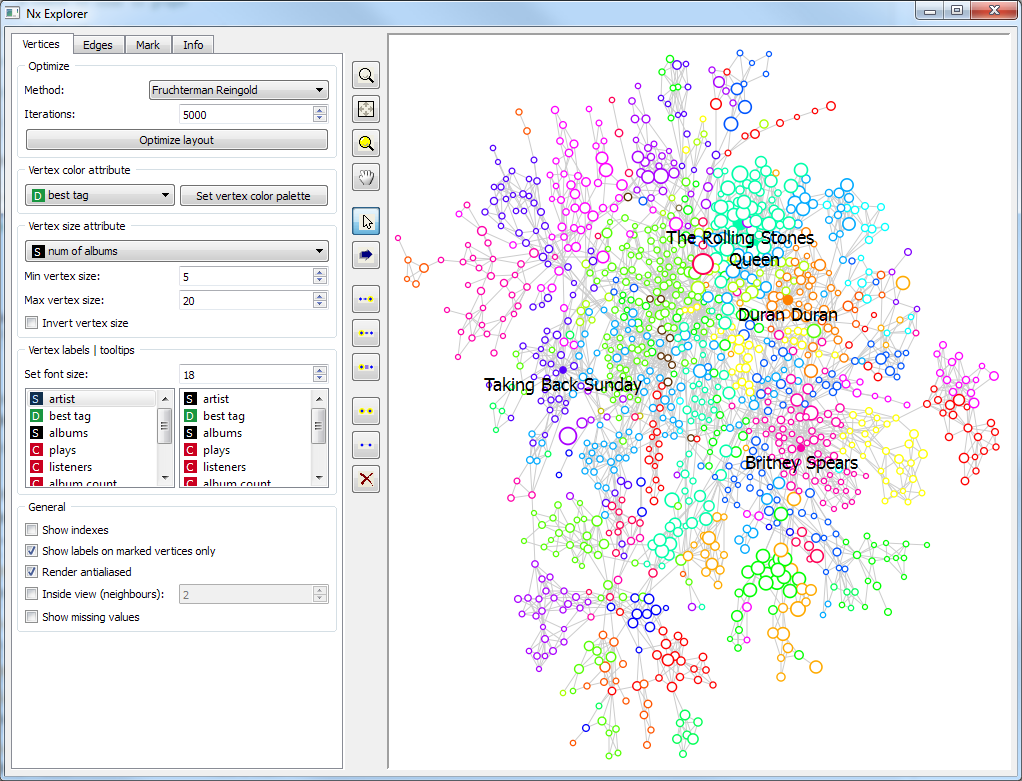 Nx Explorer
Vertices Edges Mark Info
Optimize
Method: Fruchterman Reingold
Iterations: 5000
Optimize layout
Vertex color attribute
D best tag Set vertex color palette
Vertex size attribute
S num of albums
Min vertex size: 5
Max vertex size: 20
Invert vertex size
Vertex labels | tooltips
Set font size: 18
S artist S artist
D best tag D best tag
S albums S albums
C plays C plays
C listeners C listeners
C album count C album count
General
Show indexes
Show labels on marked vertices only
Render antialiased
Inside view (neighbours): 2
Show missing values
The Rolling Stones
Queen
Duran Duran
Taking Back Sunday
Britney Spears